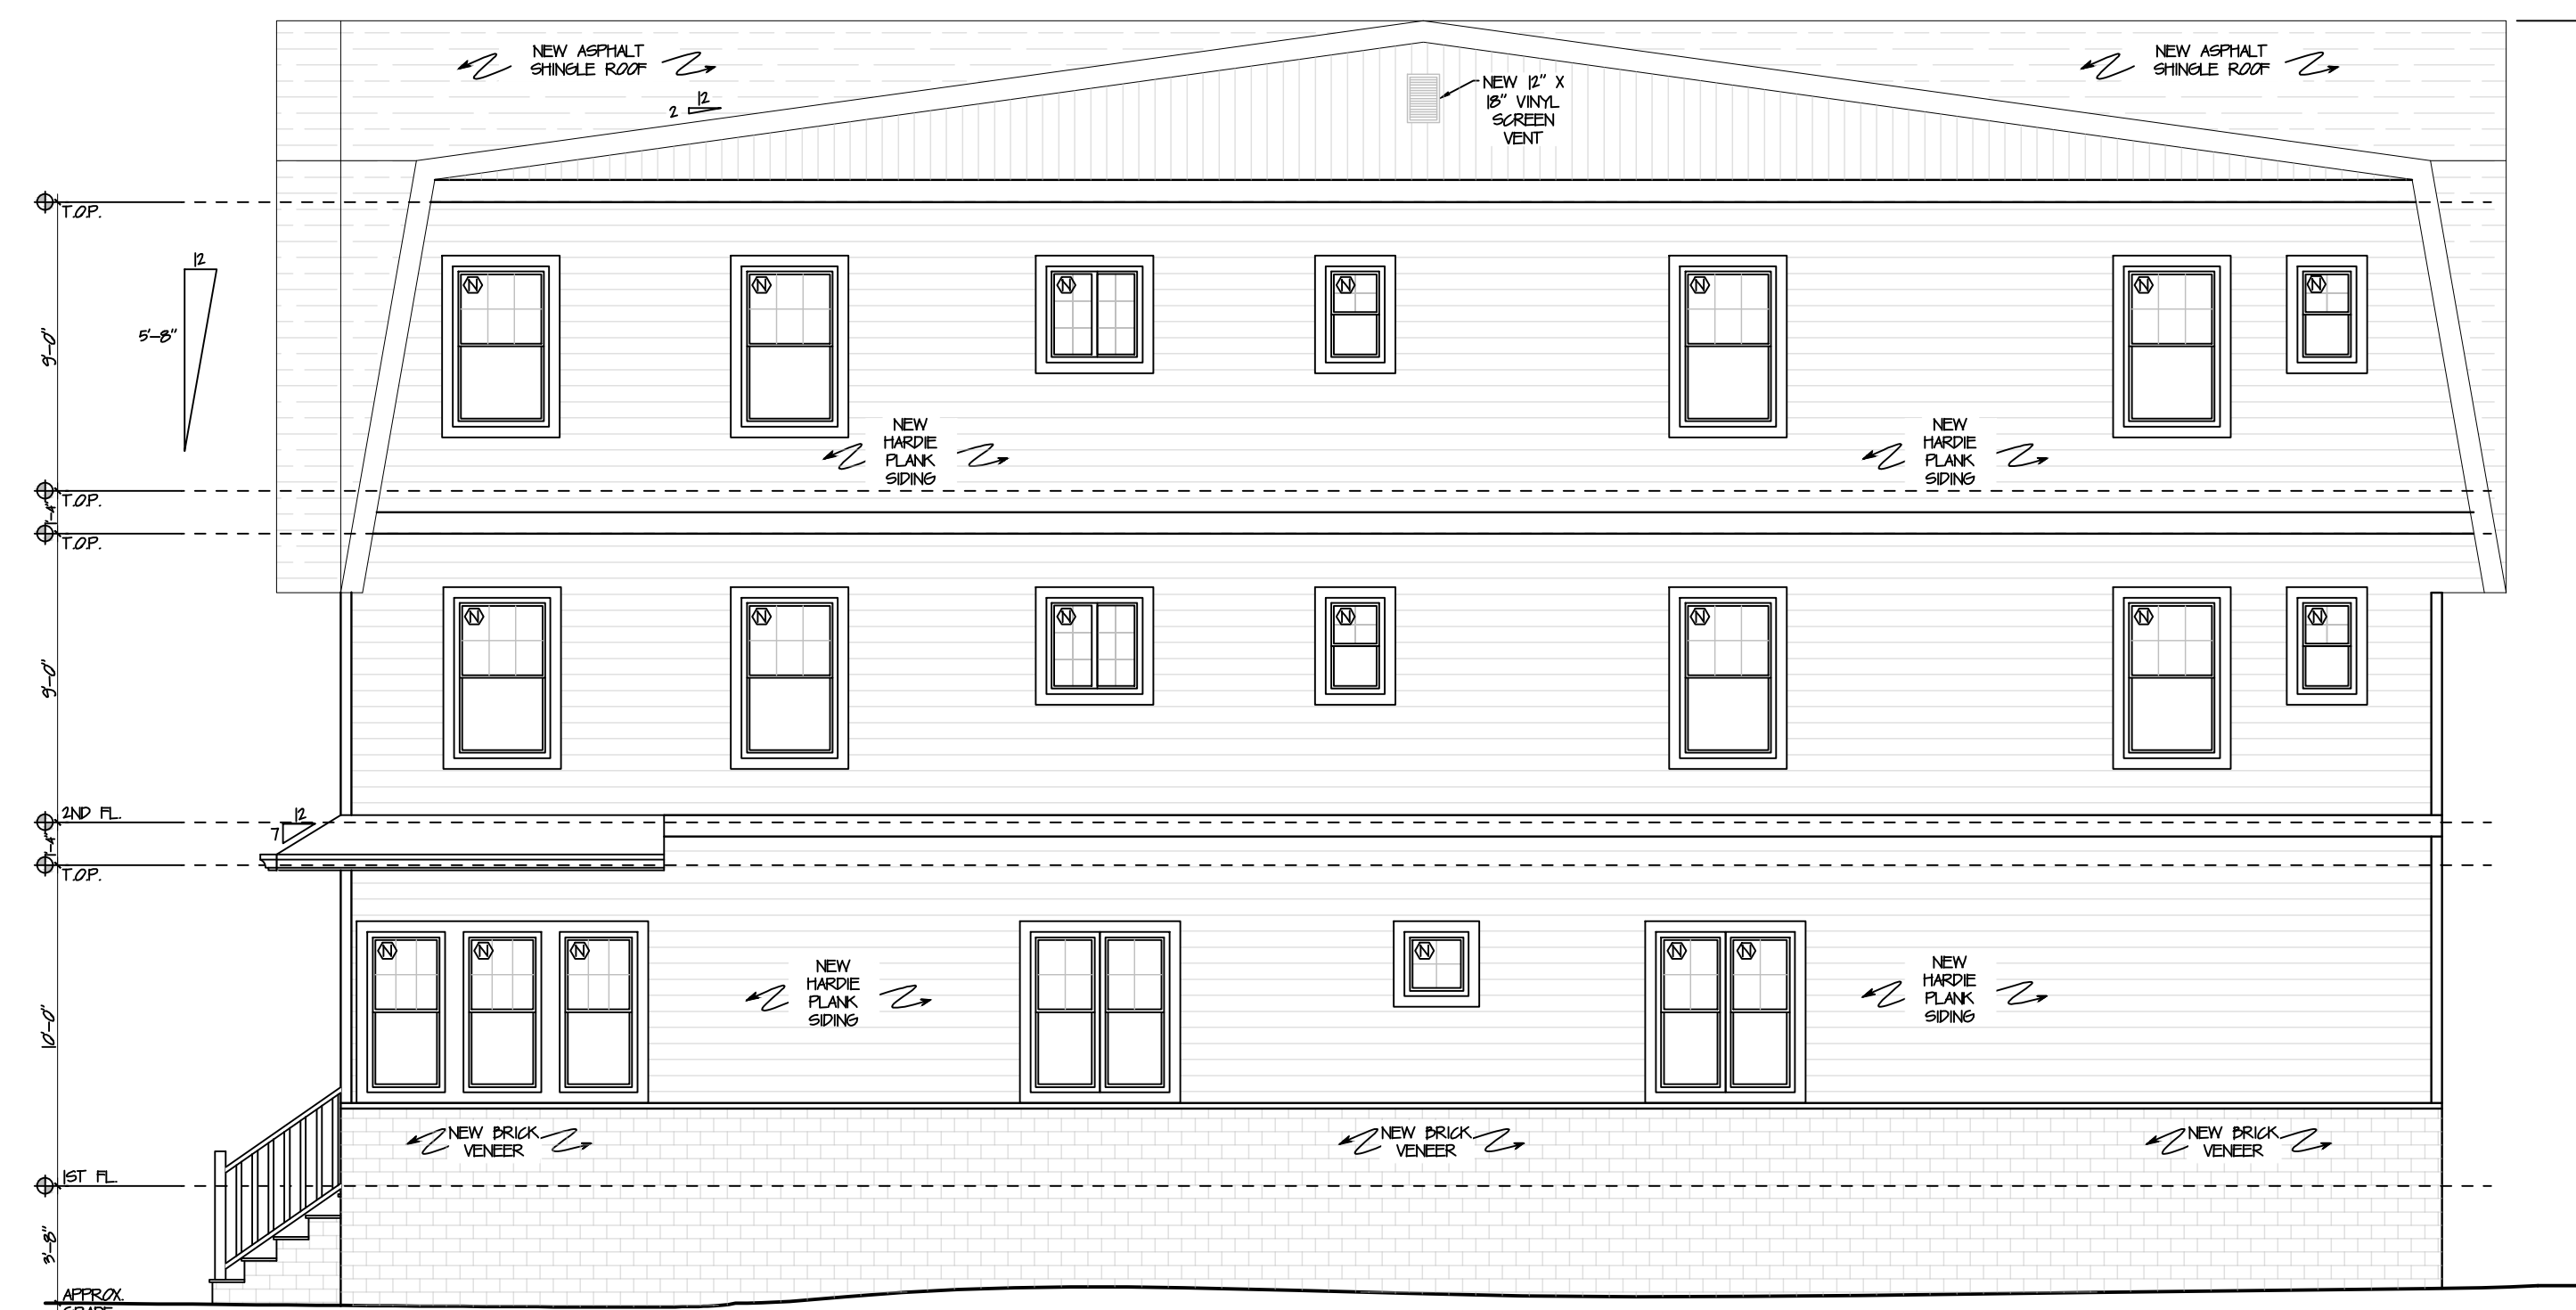 NEW ASPHALT
SHINGLE ROOF
NEW ASPHALT
SHINGLE ROOF
12
2
NEW 12" X
18" VINYL
SCREEN
VENT
T.O.P.
12
5'-8"
9'-0"
N
N
N
N
N
N
N
NEW
HARDIE
PLANK
SIDING
NEW
HARDIE
PLANK
SIDING
T.O.P.
1'-4"
T.O.P.
9'-0"
N
N
N
N
N
N
N
2ND FL.
12
7
1'-4"
T.O.P.
10'-0"
N
N
N
N
N
N
NEW
HARDIE
PLANK
SIDING
NEW
HARDIE
PLANK
SIDING
NEW BRICK
VENEER
NEW BRICK
VENEER
NEW BRICK
VENEER
1ST FL.
3'-8"
APPROX.